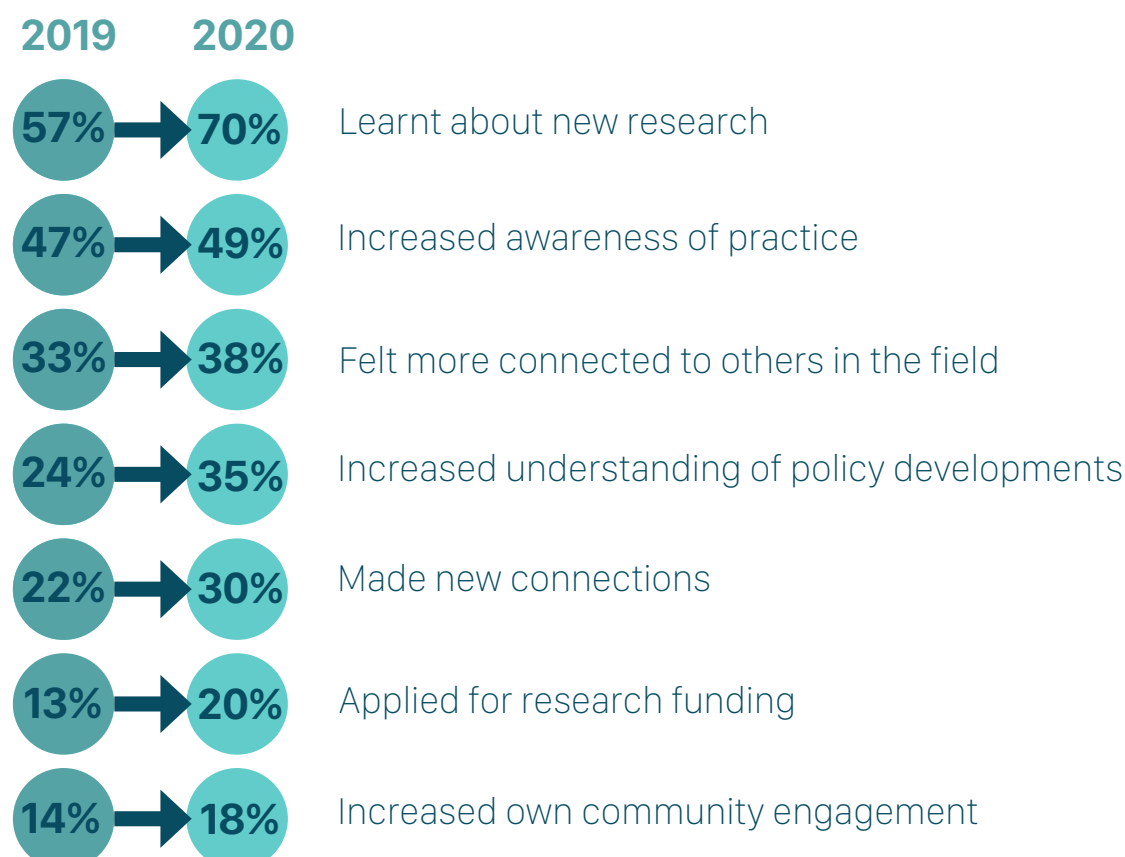 2019 2020
57% 70% Learnt about new research
47% 49% Increased awareness of practice
33% 38% Felt more connected to others in the field
24% 35% Increased understanding of policy developments
22% 30% Made new connections
13% 20% Applied for research funding
14% 18% Increased own community engagement